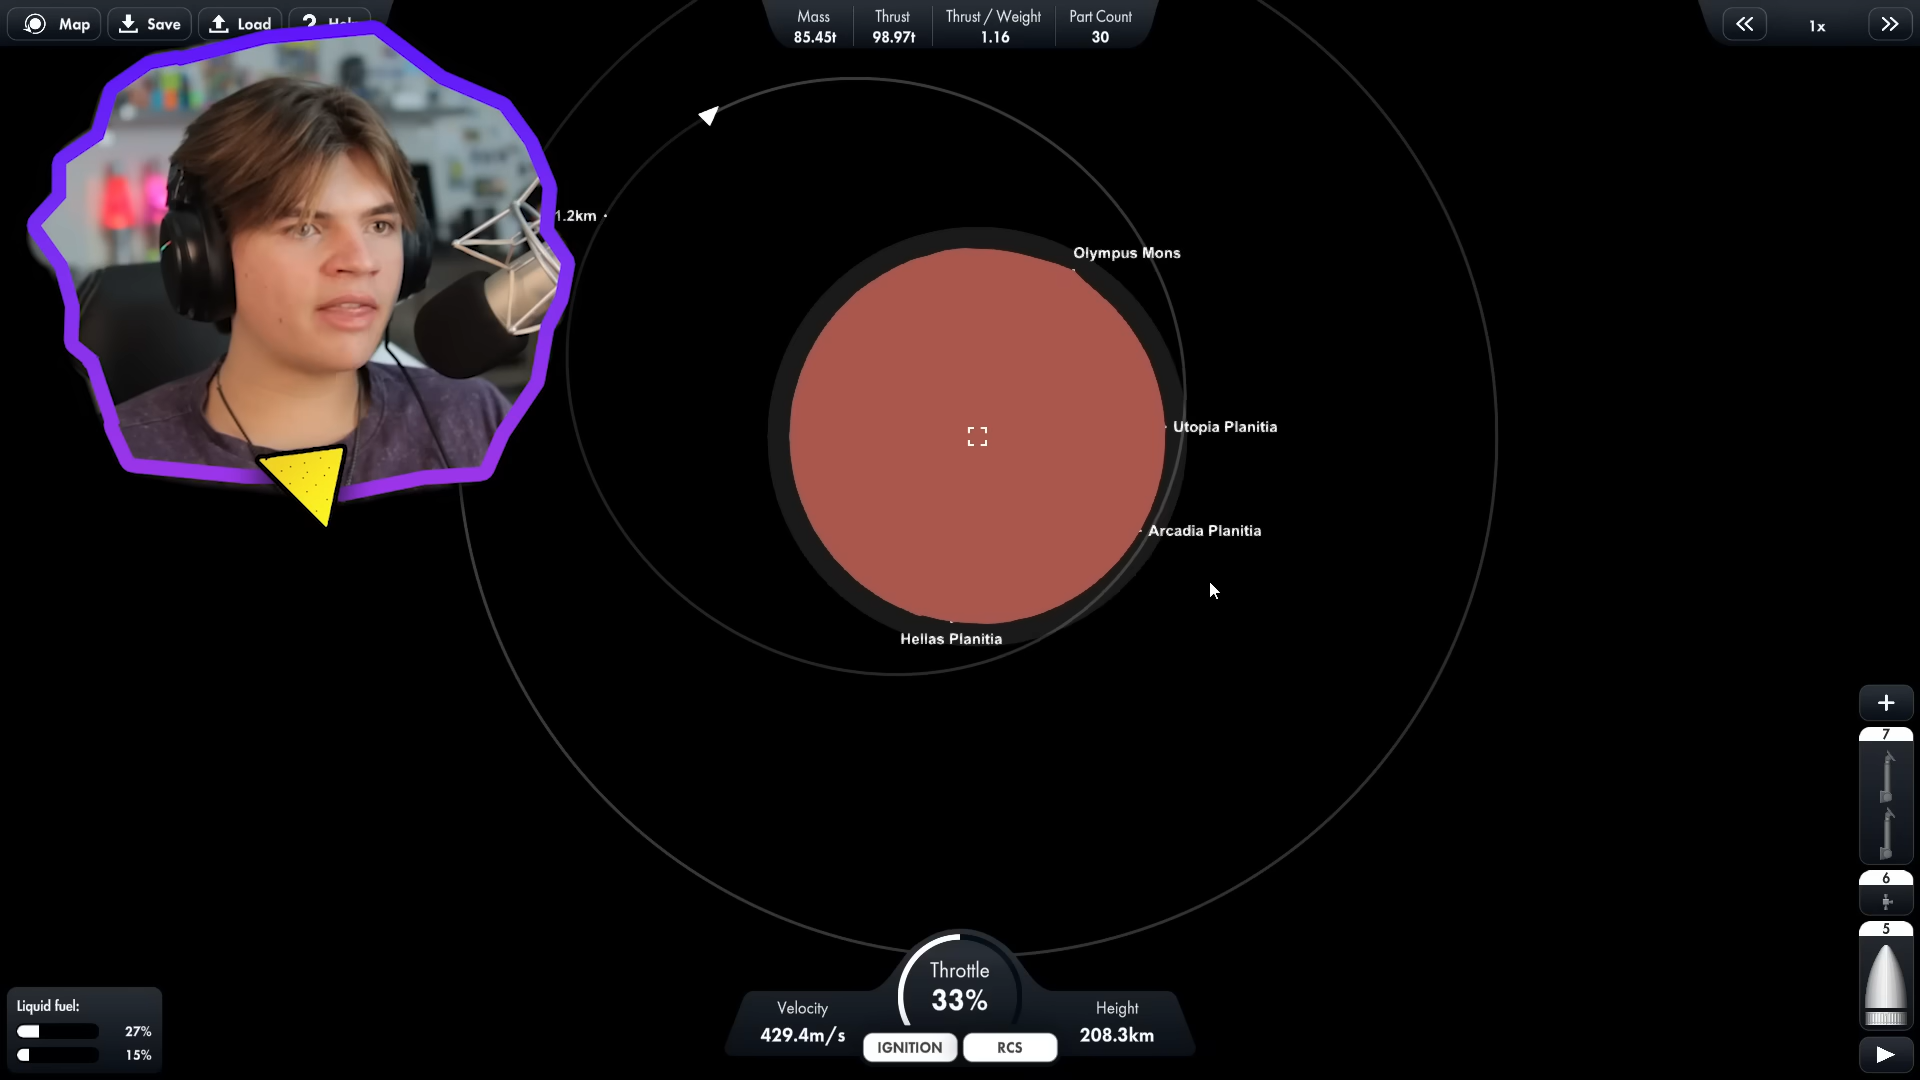 Map
Save
Load
Mass
85.45t
Thrust
98.97t
Thrust / Weight
1.16
Part Count
30
1x
1.2km
Olympus Mons
Utopia Planitia
Arcadia Planitia
Hellas Planitia
7
6
5
Liquid fuel:
27%
15%
Throttle
33%
Velocity
429.4m/s
Height
208.3km
IGNITION
RCS